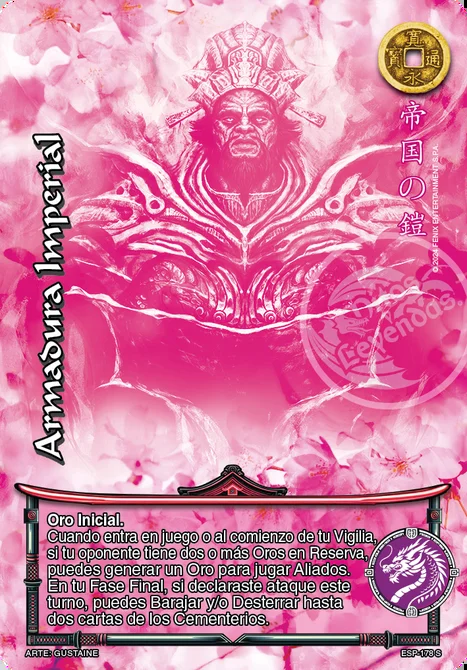 寛
永
通
寳
帝国の鎧
© 2024 FENIX ENTERTAINMENT S.P.A.
Armadura Imperial
Mitos y
Leyendas
Oro Inicial.
Cuando entra en juego o al comienzo de tu Vigilia,
si tu oponente tiene dos o más Oros en Reserva,
puedes generar un Oro para jugar Aliados.
En tu Fase Final, si declaraste ataque este
turno, puedes Barajar y/o Desterrar hasta
dos cartas de los Cementerios.
ARTE: GUSTAINE
ESP-178 S